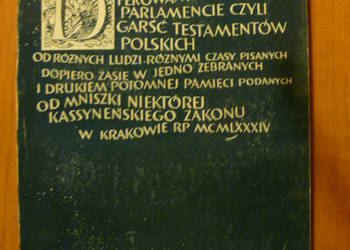 PARLAMENCIE CZYLI
GARŚĆ TESTAMENTÓW
POLSKICH
OD RÓŻNYCH LUDZI RÓŻNYMI CZASY PISANYCH
DOPIERO ZASIE W JEDNO ZEBRANYCH
I DRUKIEM POTOMNEJ PAMIĘCI PODANYCH
OD MNISZKI NIEKTÓREJ
KASSYNEŃSKIEGO ZAKONU
W KRAKOWIE RP MCMLXXXIV